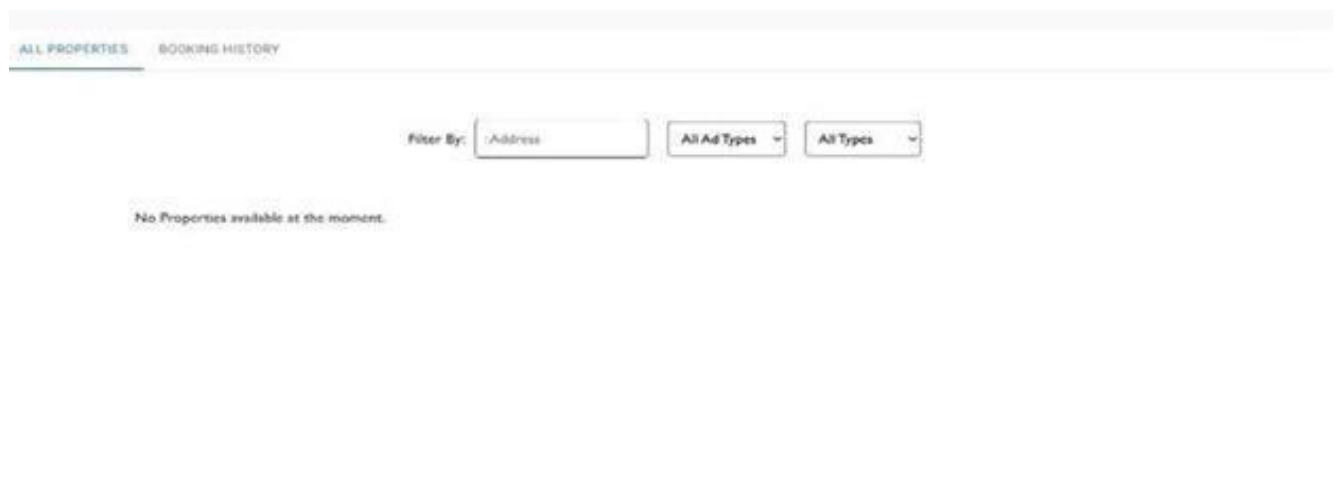 ALL PROPERTIES BOOKING HISTORY
Filter By: :Address All Ad Types All Types
No Properties available at the moment.